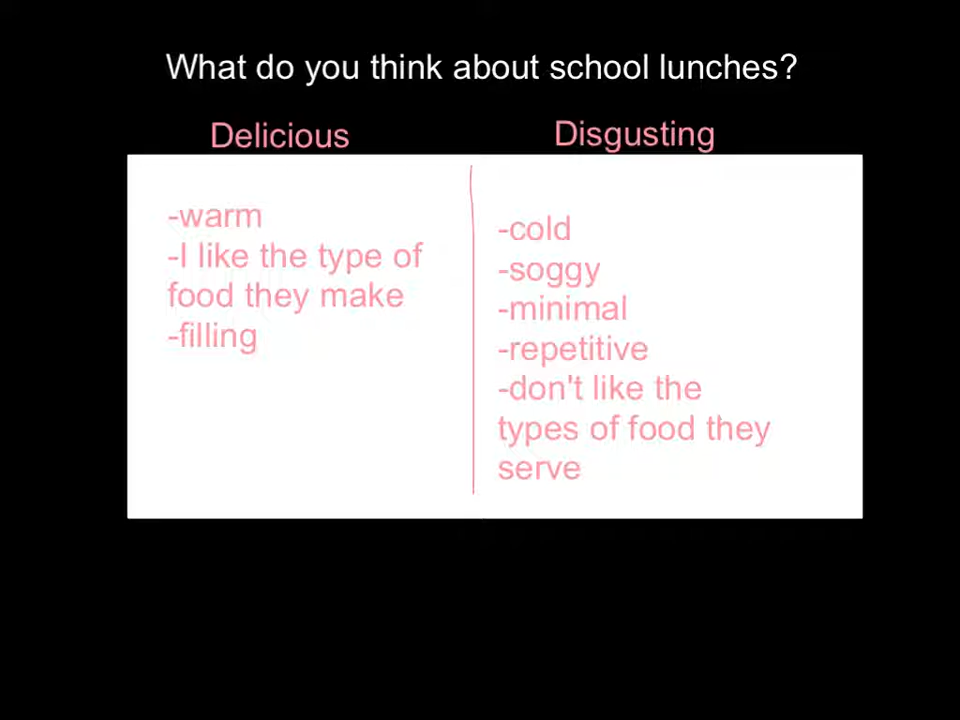 What do you think about school lunches?
Delicious
Disgusting
-warm
-I like the type of
food they make
-filling
-cold
-soggy
-minimal
-repetitive
-don't like the
types of food they
serve